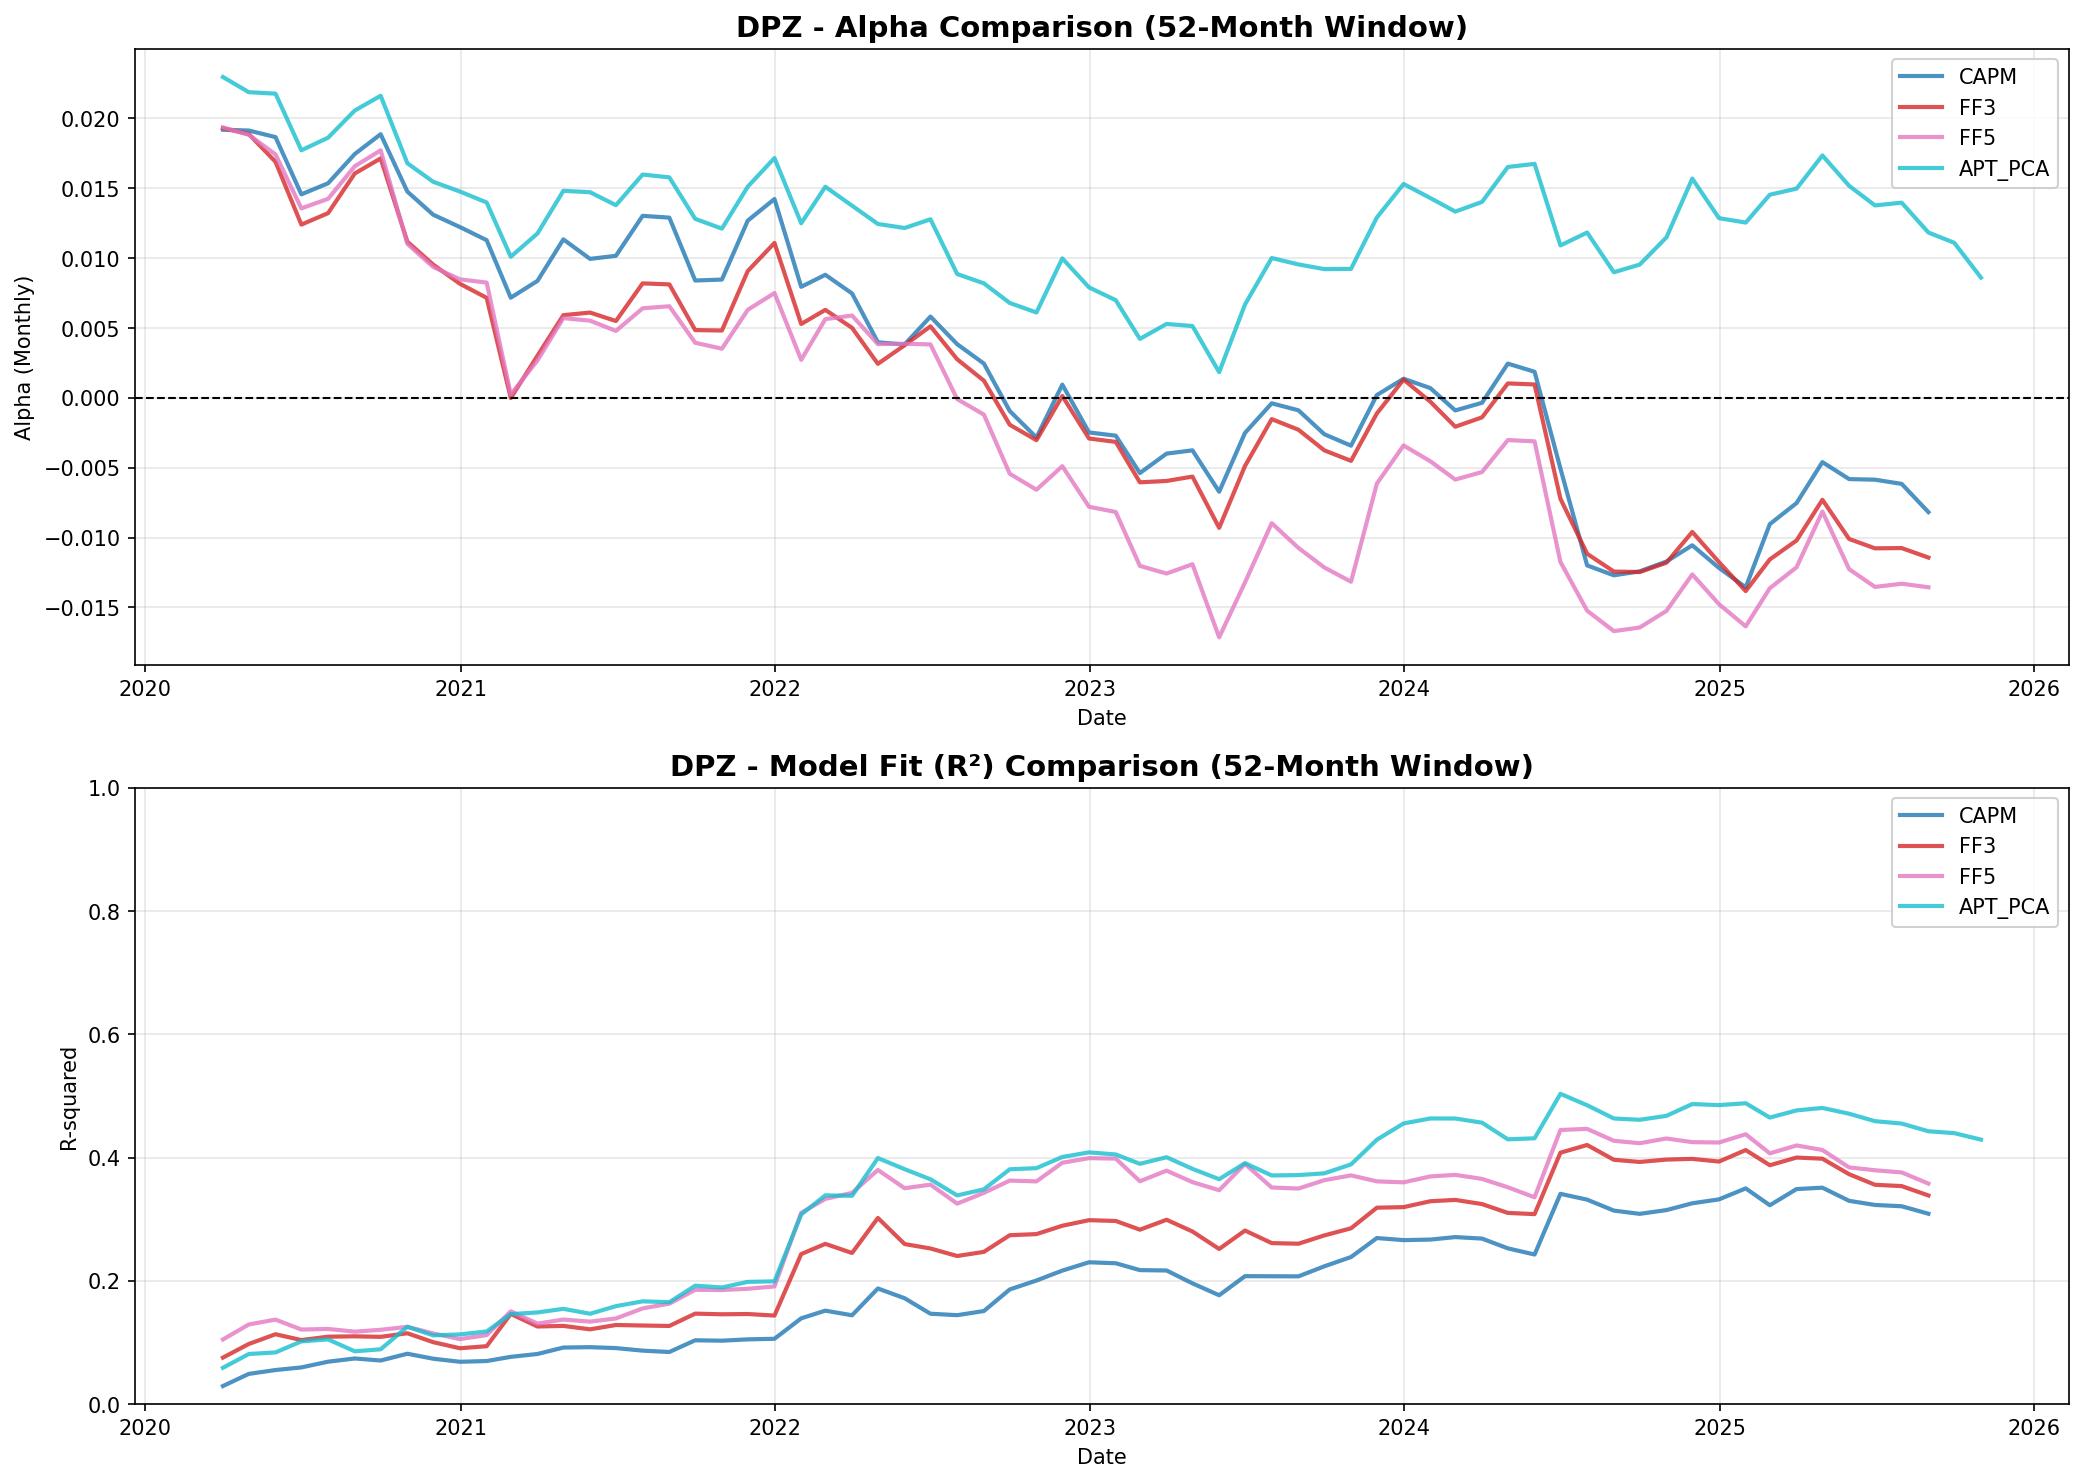 DPZ - Alpha Comparison (52-Month Window)
CAPM
FF3
FF5
APT_PCA
Alpha (Monthly)
0.020
0.015
0.010
0.005
0.000
−0.005
−0.010
−0.015
2020 2021 2022 2023 2024 2025 2026
Date
DPZ - Model Fit (R²) Comparison (52-Month Window)
CAPM
FF3
FF5
APT_PCA
R-squared
1.0
0.8
0.6
0.4
0.2
0.0
2020 2021 2022 2023 2024 2025 2026
Date